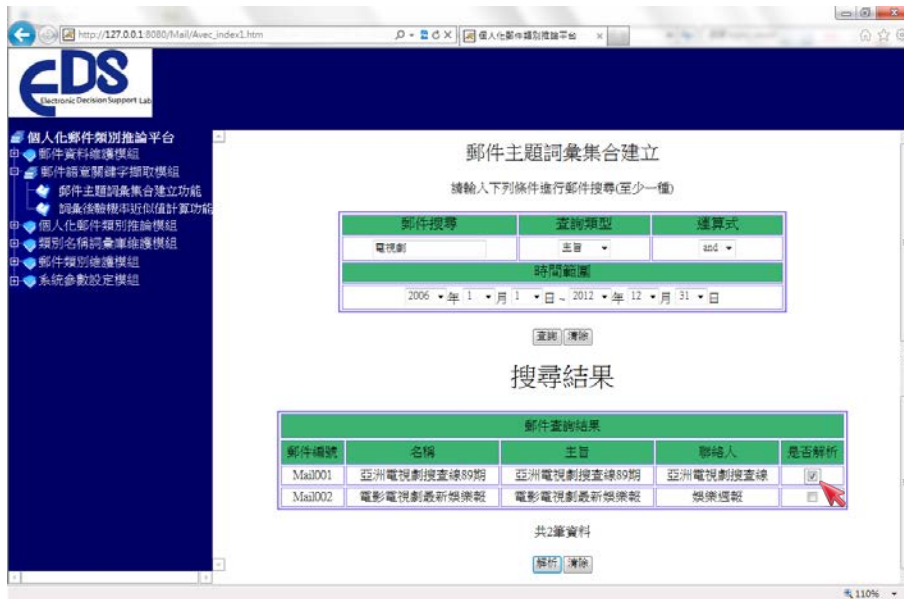 http://127.0.0.1:8080/Mail/Avec_index1.htm
個人化郵件類別推論平台
EDS
Electronic Decision Support Lab
個人化郵件類別推論平台
郵件資料維護模組
郵件語意關鍵字擷取模組
郵件主題詞彙集合建立功能
詞彙後驗機率近似值計算功能
個人化郵件類別推論模組
類別名稱詞彙庫維護模組
郵件類別維護模組
系統參數設定模組
郵件主題詞彙集合建立
請輸入下列條件進行郵件搜尋(至少一種)
郵件搜尋 查詢類型 運算式
電視劇 主旨 and
時間範圍
2006 年 1 月 1 日 ~ 2012 年 12 月 31 日
查詢 清除
搜尋結果
郵件查詢結果
郵件編號 名稱 主旨 聯絡人 是否解析
Mail001 亞洲電視劇搜查線89期 亞洲電視劇搜查線89期 亞洲電視劇搜查線
Mail002 電影電視劇最新娛樂報 電影電視劇最新娛樂報 娛樂週報
共2筆資料
解析 清除
110%